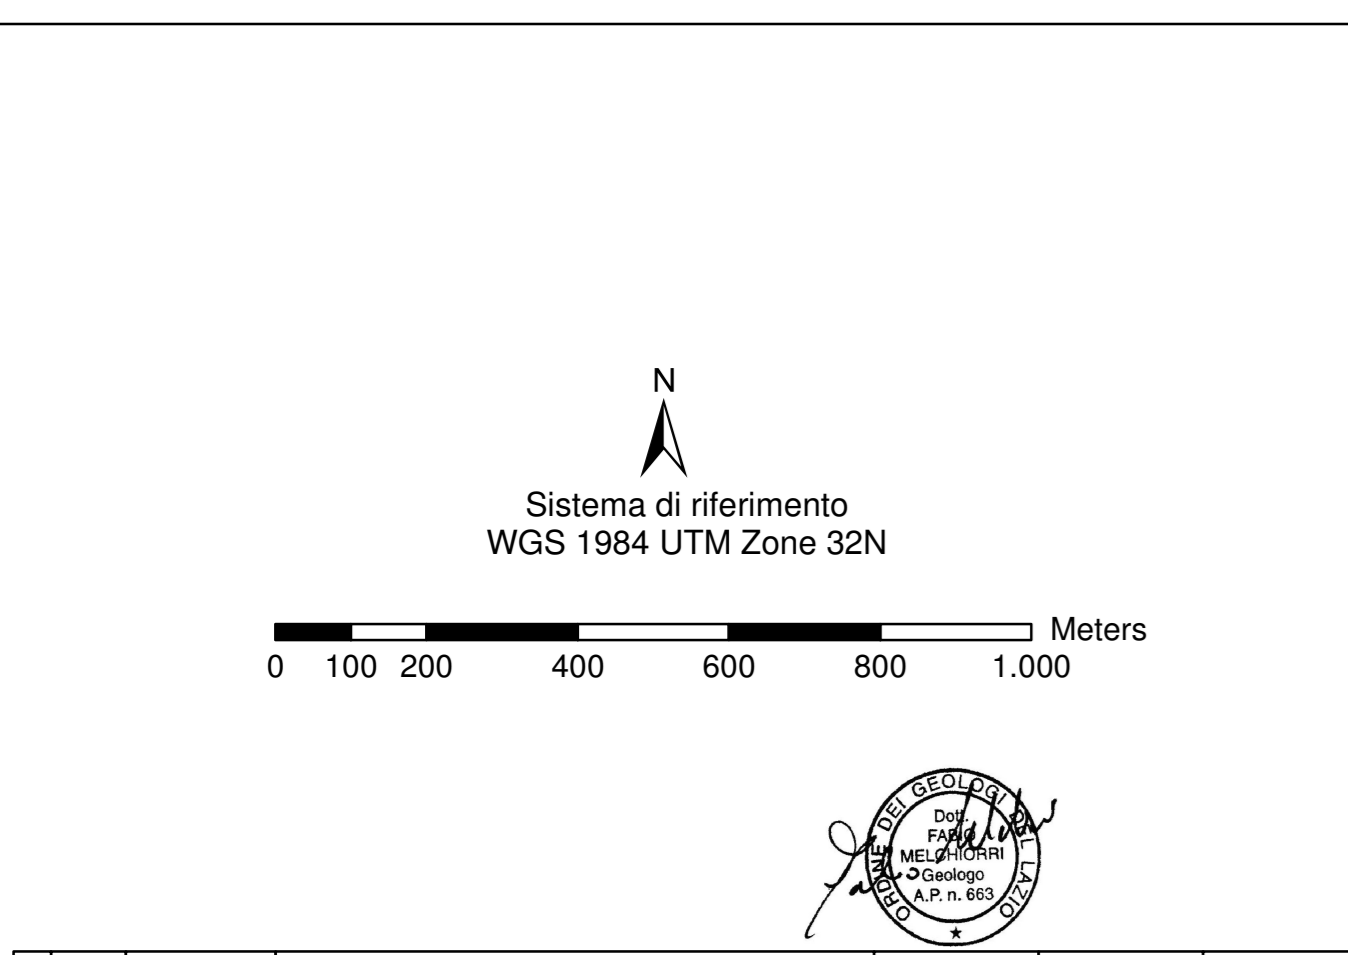 N
Sistema di riferimento
WGS 1984 UTM Zone 32N
Meters
0 100 200 400 600 800 1.000
ORDINE DEI GEOLOGI DEL LAZIO
Dott.
FABIO
MELCHIORRI
Geologo
A.P. n. 663